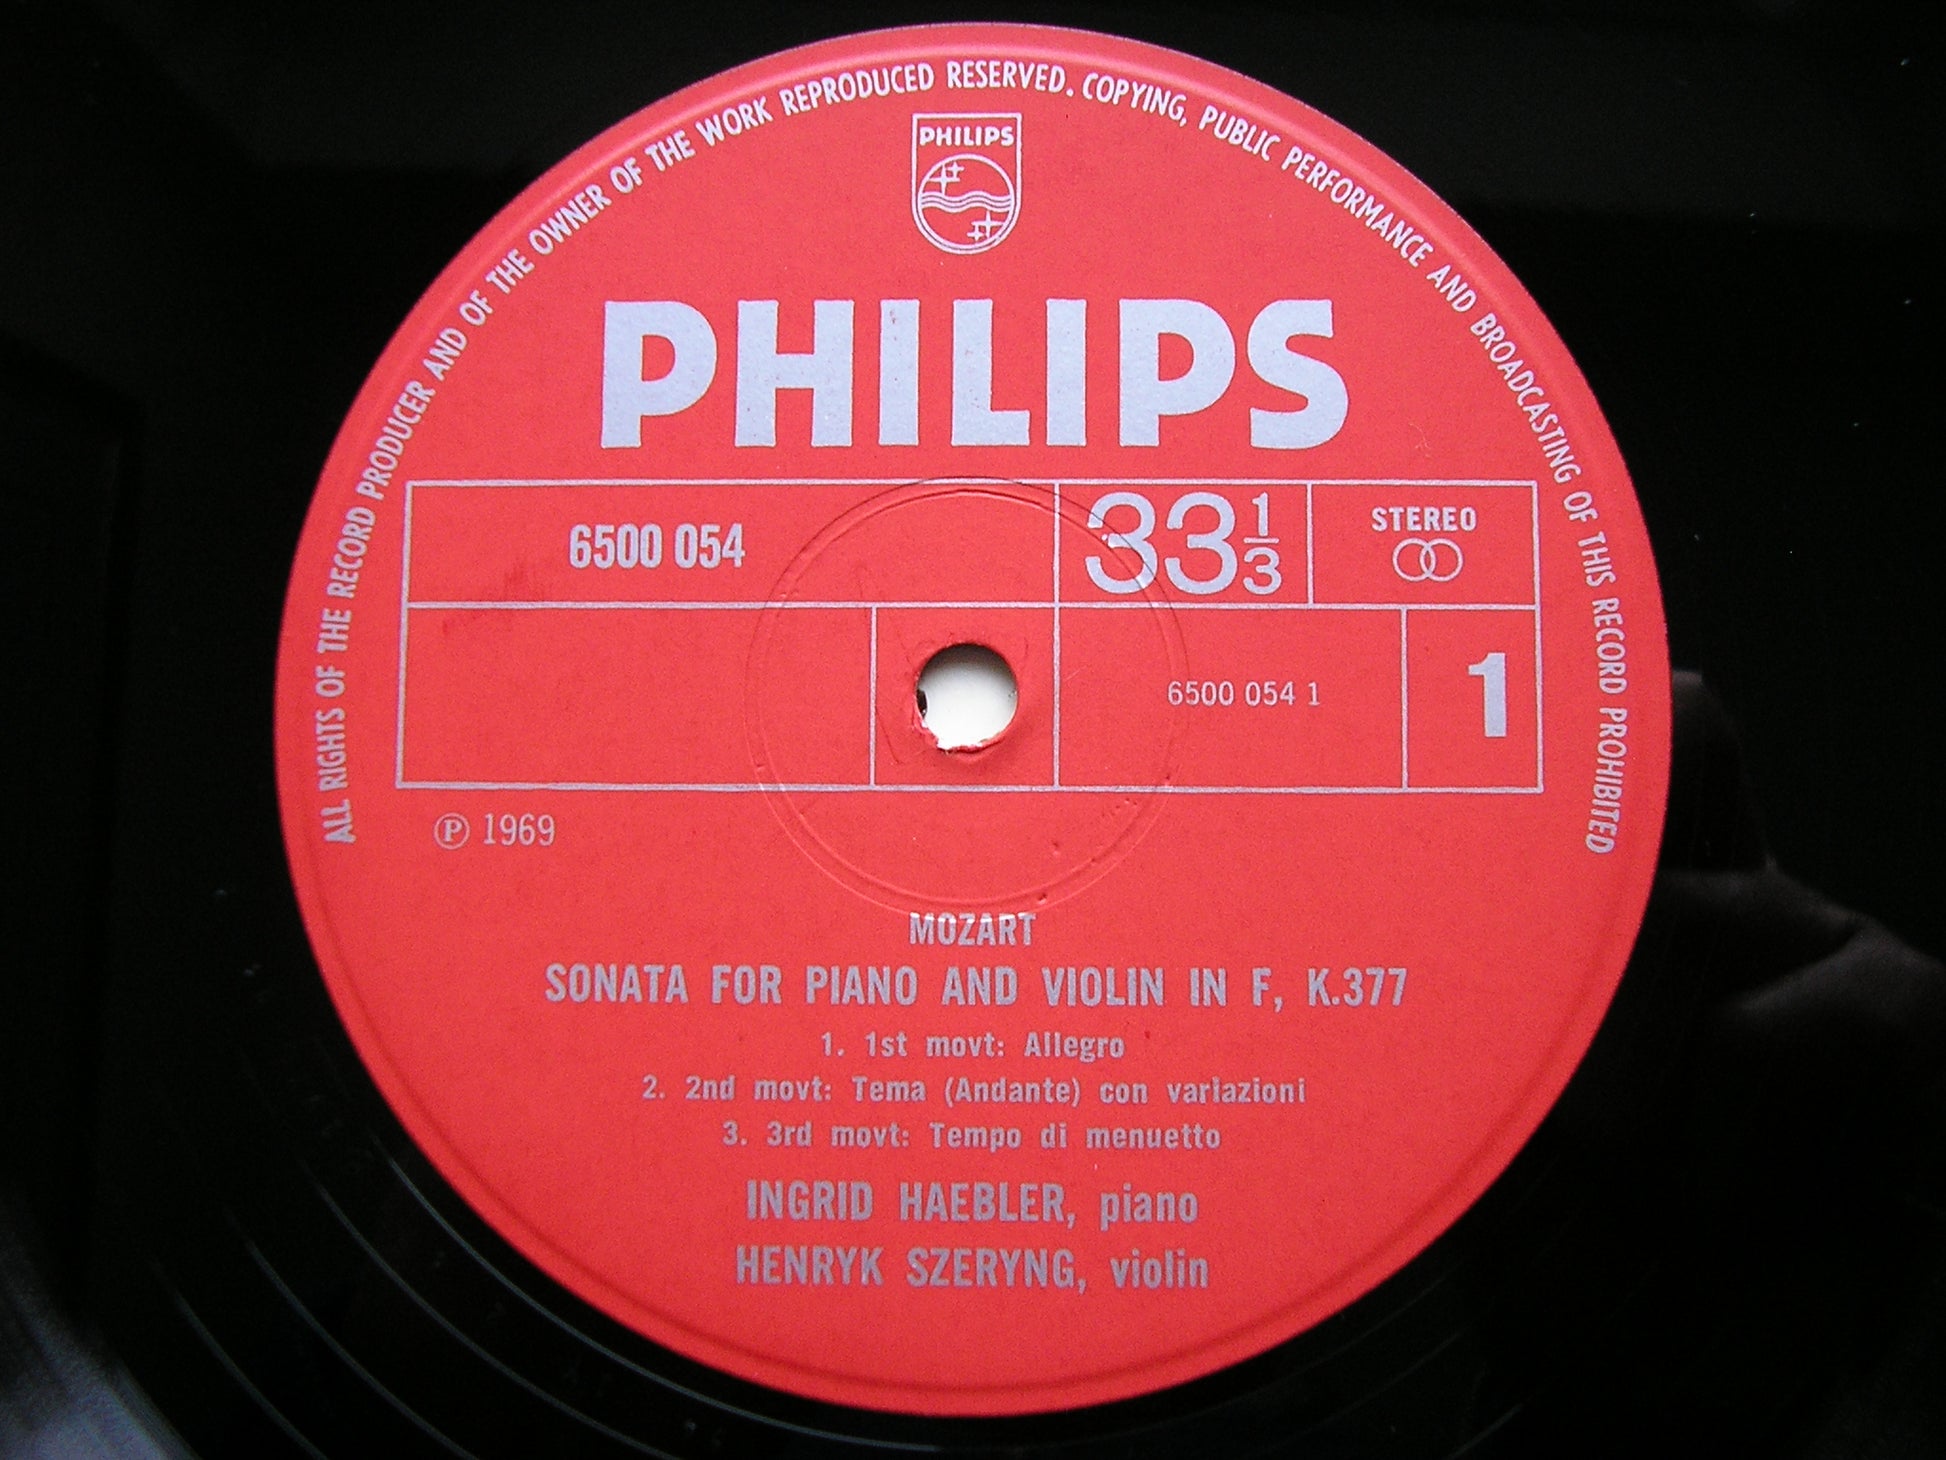 ALL RIGHTS OF THE RECORD PRODUCER AND OF THE OWNER OF THE WORK REPRODUCED RESERVED. COPYING, PUBLIC PERFORMANCE AND BROADCASTING OF THIS RECORD PROHIBITED
PHILIPS
PHILIPS
6500 054
33 1/3
STEREO
6500 054 1
1
℗ 1969
MOZART
SONATA FOR PIANO AND VIOLIN IN F, K.377
1. 1st movt: Allegro
2. 2nd movt: Tema (Andante) con variazioni
3. 3rd movt: Tempo di menuetto
INGRID HAEBLER, piano
HENRYK SZERYNG, violin